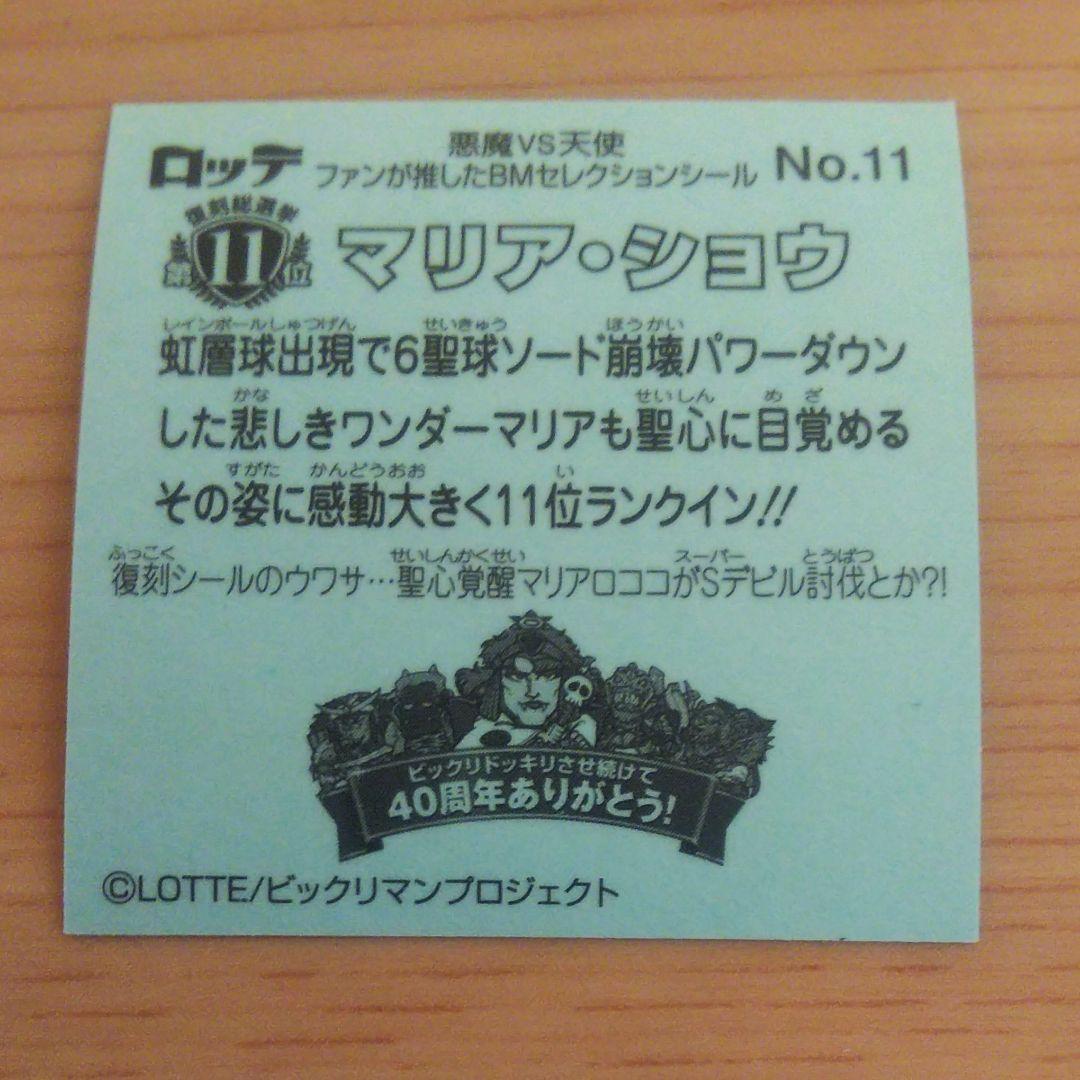 ロッテ
悪魔VS天使
ファンが推したBMセレクションシール
No.11
復刻総選挙
第11位
マリア・ショウ
レインボールしゅつげん せいきゅう ほうかい
虹層球出現で6聖球ソード崩壊パワーダウン
かな せいしん めざ
した悲しきワンダーマリアも聖心に目覚める
すがた かんどうおお い
その姿に感動大きく11位ランクイン!!
ふっこく せいしんかくせい スーパー とうばつ
復刻シールのウワサ…聖心覚醒マリアロココがSデビル討伐とか?!
ビックリドッキリさせ続けて
40周年ありがとう!
©LOTTE/ビックリマンプロジェクト